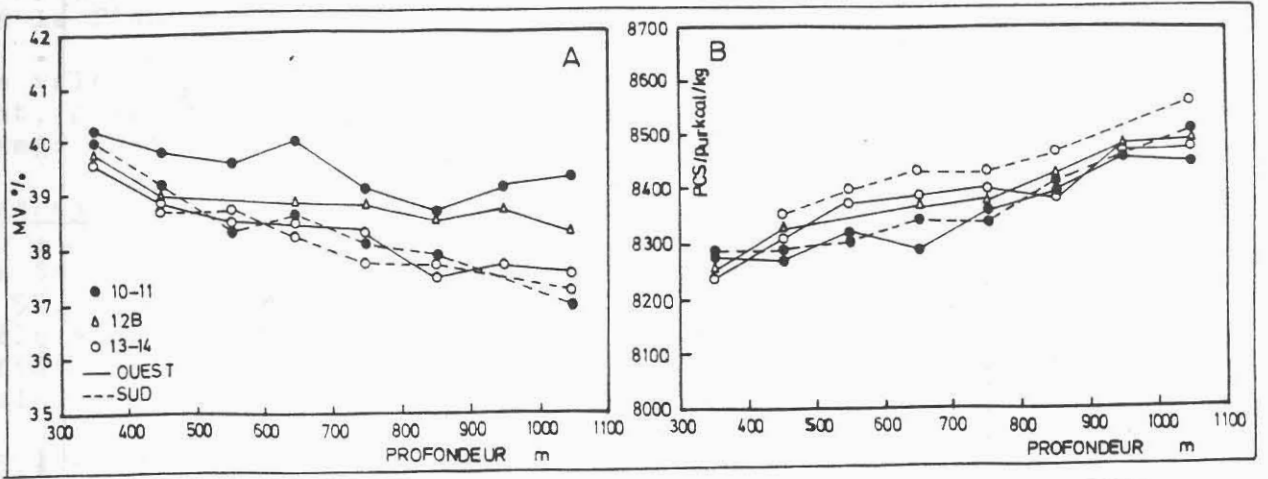 A
MV %
42
41
40
39
38
37
36
35
● 10-11
△ 12B
○ 13-14
— OUEST
--- SUD
300 400 500 600 700 800 900 1000 1100
PROFONDEUR m
B
PCS/purkcal/kg
8700
8600
8500
8400
8300
8200
8100
8000
300 400 500 600 700 800 900 1000 1100
PROFONDEUR m